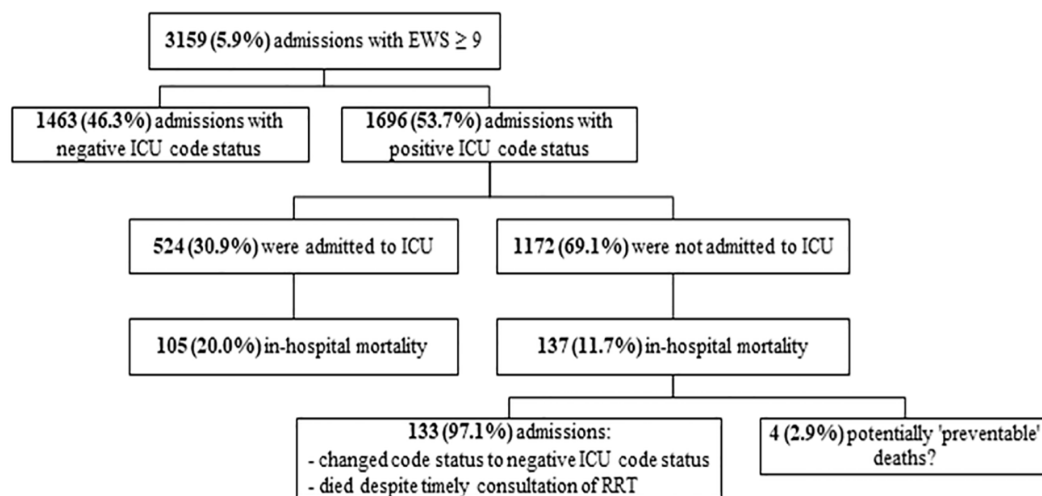 3159 (5.9%) admissions with EWS ≥ 9
1463 (46.3%) admissions with
negative ICU code status
1696 (53.7%) admissions with
positive ICU code status
524 (30.9%) were admitted to ICU
1172 (69.1%) were not admitted to ICU
105 (20.0%) in-hospital mortality
137 (11.7%) in-hospital mortality
133 (97.1%) admissions:
- changed code status to negative ICU code status
- died despite timely consultation of RRT
4 (2.9%) potentially 'preventable'
deaths?